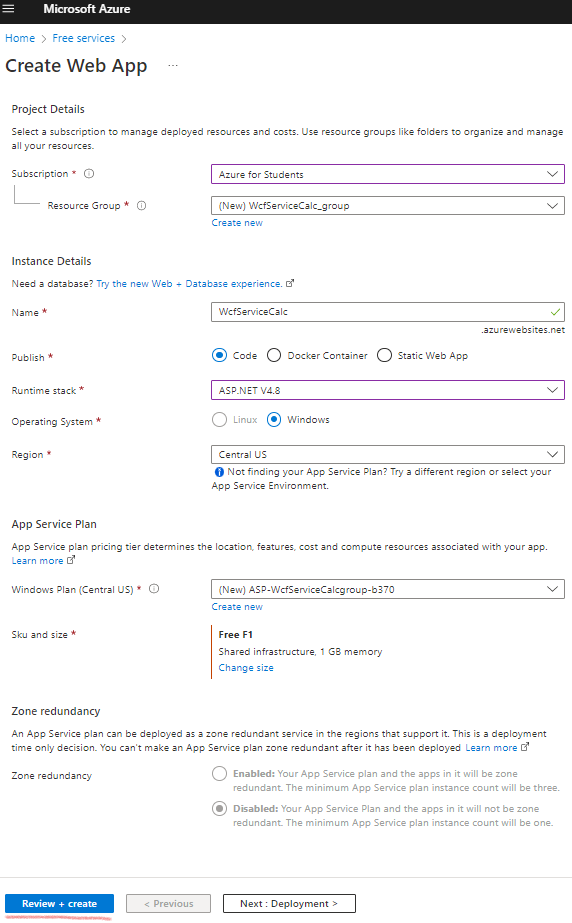 Microsoft Azure
Home > Free services >
Create Web App ...
Project Details
Select a subscription to manage deployed resources and costs. Use resource groups like folders to organize and manage
all your resources.
Subscription *
Azure for Students
Resource Group *
(New) WcfServiceCalc_group
Create new
Instance Details
Need a database? Try the new Web + Database experience.
Name *
WcfServiceCalc
.azurewebsites.net
Publish *
Code Docker Container Static Web App
Runtime stack *
ASP.NET V4.8
Operating System *
Linux Windows
Region *
Central US
Not finding your App Service Plan? Try a different region or select your
App Service Environment.
App Service Plan
App Service plan pricing tier determines the location, features, cost and compute resources associated with your app.
Learn more
Windows Plan (Central US) *
(New) ASP-WcfServiceCalcgroup-b370
Create new
Sku and size *
Free F1
Shared infrastructure, 1 GB memory
Change size
Zone redundancy
An App Service plan can be deployed as a zone redundant service in the regions that support it. This is a deployment
time only decision. You can't make an App Service plan zone redundant after it has been deployed Learn more
Zone redundancy
Enabled: Your App Service plan and the apps in it will be zone
redundant. The minimum App Service plan instance count will be three.
Disabled: Your App Service Plan and the apps in it will not be zone
redundant. The minimum App Service plan instance count will be one.
Review + create
< Previous
Next : Deployment >